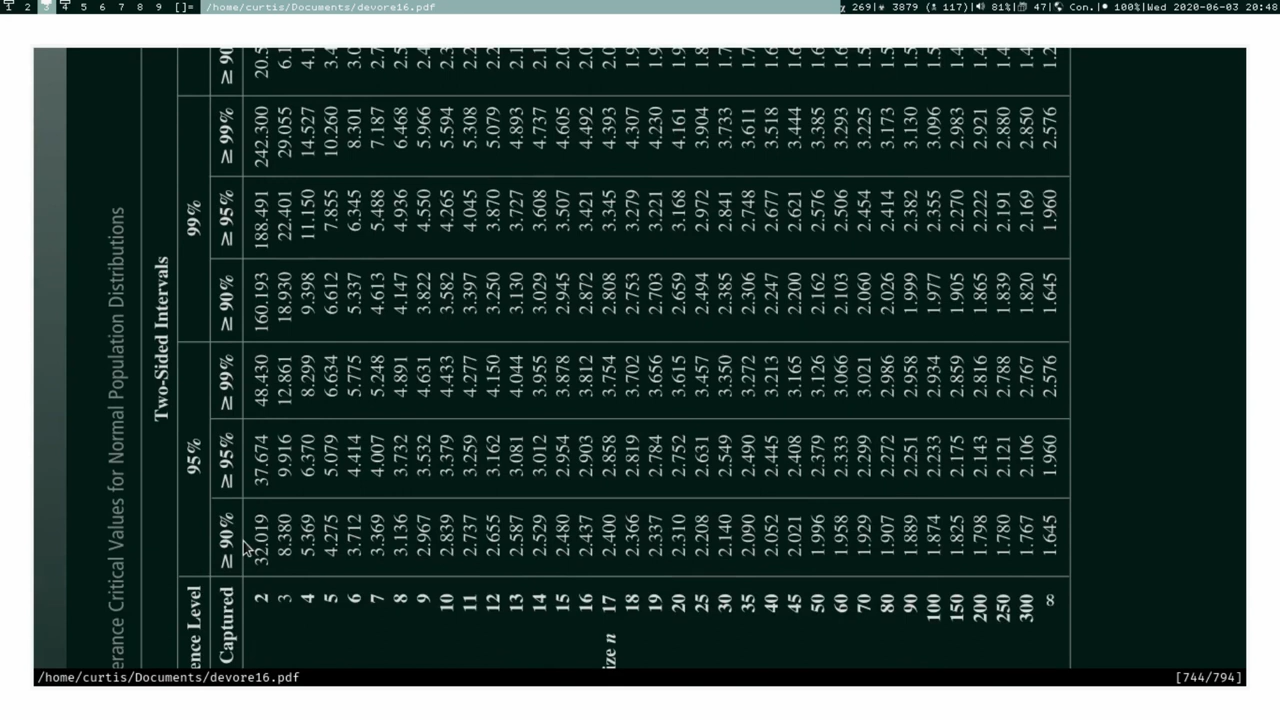 269| 3879 (117)| 81%| 47| Con.| 100%|Wed 2020-06-03 20:48
1 2 3 4 5 6 7 8 9 []= /home/curtis/Documents/devore16.pdf
erance Critical Values for Normal Population Distributions
Two-Sided Intervals
ence Level 95% 99%
Captured ≥ 90% ≥ 95% ≥ 99% ≥ 90% ≥ 95% ≥ 99% ≥ 90
2 32.019 37.674 48.430 160.193 188.491 242.300
3 8.380 9.916 12.861 18.930 22.401 29.055
4 5.369 6.370 8.299 9.398 11.150 14.527
5 4.275 5.079 6.634 6.612 7.855 10.260
6 3.712 4.414 5.775 5.337 6.345 8.301
7 3.369 4.007 5.248 4.613 5.488 7.187
8 3.136 3.732 4.891 4.147 4.936 6.468
9 2.967 3.532 4.631 3.822 4.550 5.966
10 2.839 3.379 4.433 3.582 4.265 5.594
11 2.737 3.259 4.277 3.397 4.045 5.308
12 2.655 3.162 4.150 3.250 3.870 5.079
13 2.587 3.081 4.044 3.130 3.727 4.893
14 2.529 3.012 3.955 3.029 3.608 4.737
15 2.480 2.954 3.878 2.945 3.507 4.605
16 2.437 2.903 3.812 2.872 3.421 4.492
ize n 17 2.400 2.858 3.754 2.808 3.345 4.393
18 2.366 2.819 3.702 2.753 3.279 4.307
19 2.337 2.784 3.656 2.703 3.221 4.230
20 2.310 2.752 3.615 2.659 3.168 4.161
25 2.208 2.631 3.457 2.494 2.972 3.904
30 2.140 2.549 3.350 2.385 2.841 3.733
35 2.090 2.490 3.272 2.306 2.748 3.611
40 2.052 2.445 3.213 2.247 2.677 3.518
45 2.021 2.408 3.165 2.200 2.621 3.444
50 1.996 2.379 3.126 2.162 2.576 3.385
60 1.958 2.333 3.066 2.103 2.506 3.293
70 1.929 2.299 3.021 2.060 2.454 3.225
80 1.907 2.272 2.986 2.026 2.414 3.173
90 1.889 2.251 2.958 1.999 2.382 3.130
100 1.874 2.233 2.934 1.977 2.355 3.096
150 1.825 2.175 2.859 1.905 2.270 2.983
200 1.798 2.143 2.816 1.865 2.222 2.921
250 1.780 2.121 2.788 1.839 2.191 2.880
300 1.767 2.106 2.767 1.820 2.169 2.850
∞ 1.645 1.960 2.576 1.645 1.960 2.576
/home/curtis/Documents/devore16.pdf [744/794]